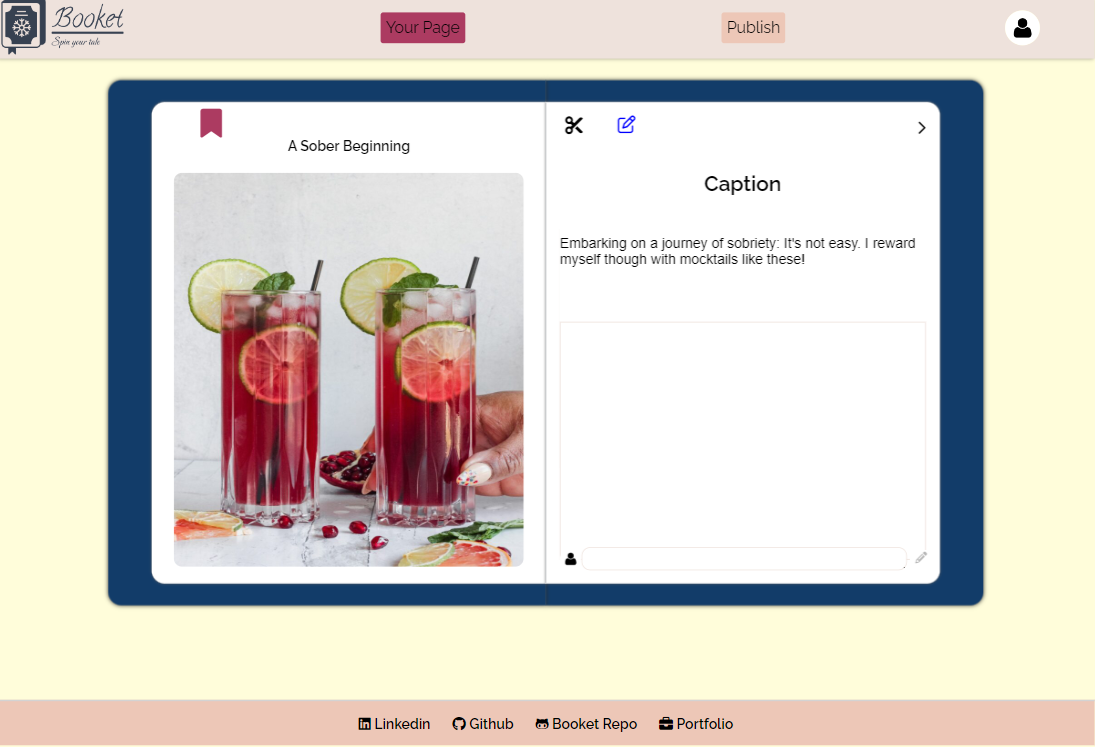 Booket
Spin your tale
Your Page
Publish
A Sober Beginning
Caption
Embarking on a journey of sobriety: It's not easy. I reward
myself though with mocktails like these!
Linkedin
Github
Booket Repo
Portfolio